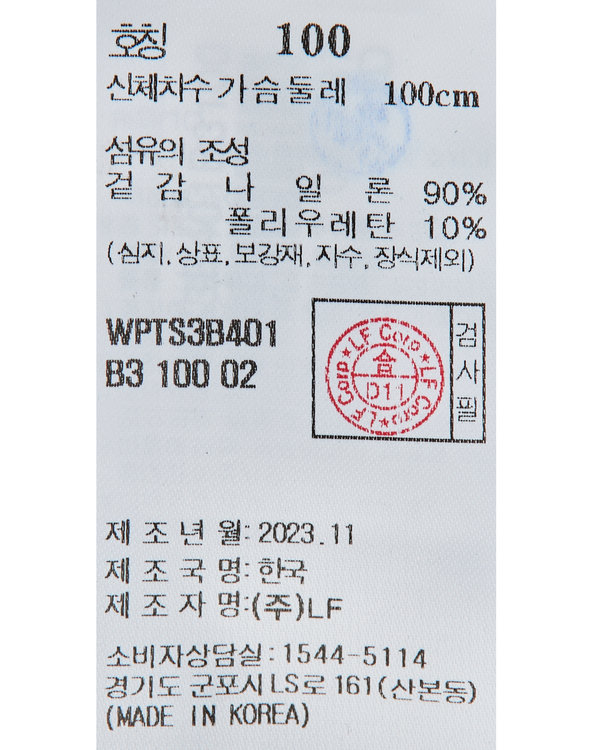 호칭 100
신체치수 가슴둘레 100cm
섬유의 조성
겉 감 나 일 론 90%
폴리우레탄 10%
(심지, 상표, 보강재, 자수, 장식제외)
WPTS3B401
B3 100 02
LF Corp ★ LF Corp ★ LF Corp ★
合
D11
검사필
제 조 년 월: 2023.11
제 조 국 명: 한국
제 조 자 명:(주)LF
소비자상담실: 1544-5114
경기도 군포시 LS로 161 (산본동)
(MADE IN KOREA)